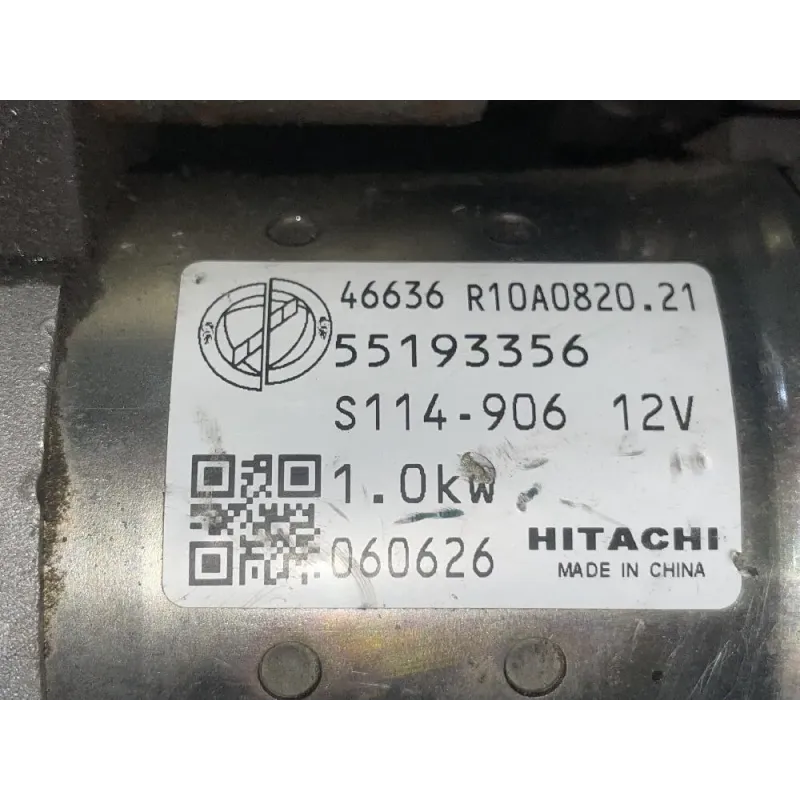 46636 R10A0820.21
55193356
S114-906 12V
1.0kw
060626 HITACHI
MADE IN CHINA